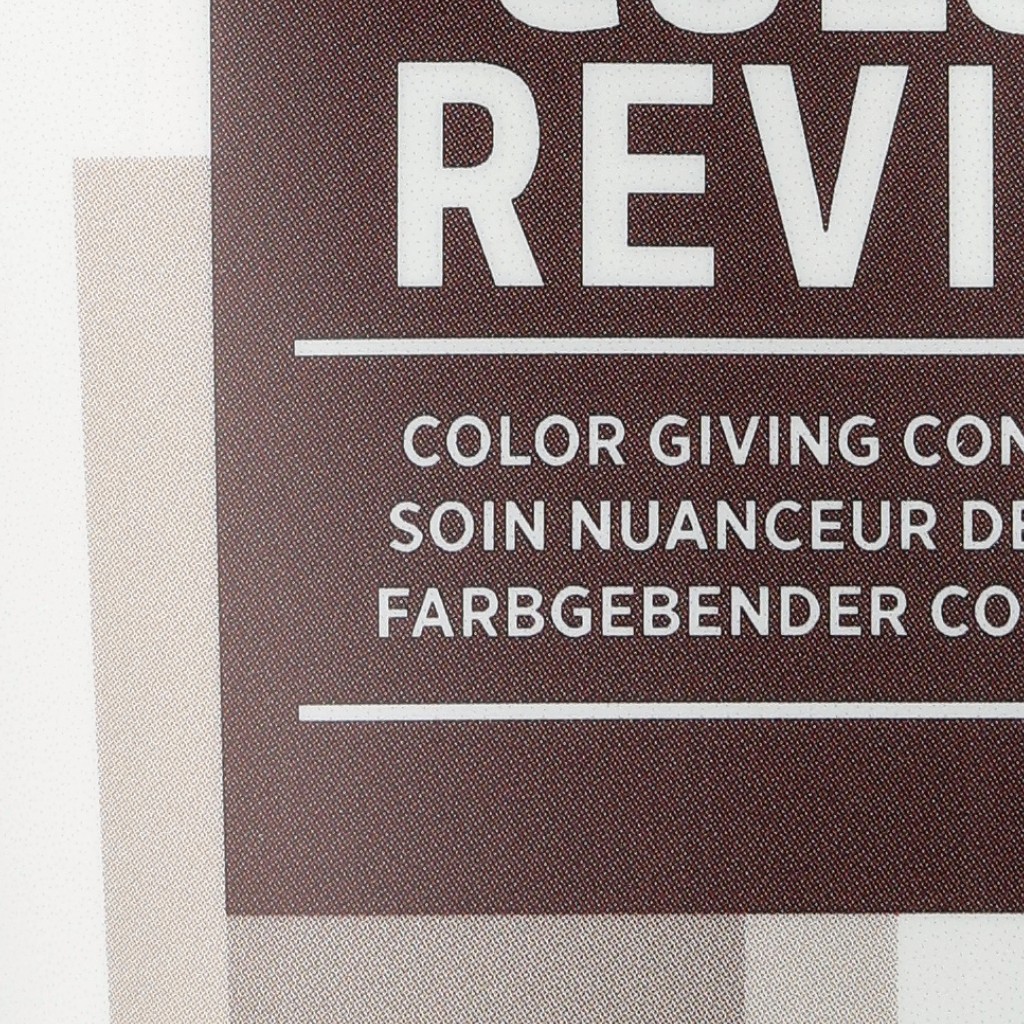 REVI
COLOR GIVING CON
SOIN NUANCEUR DE
FARBGEBENDER CO